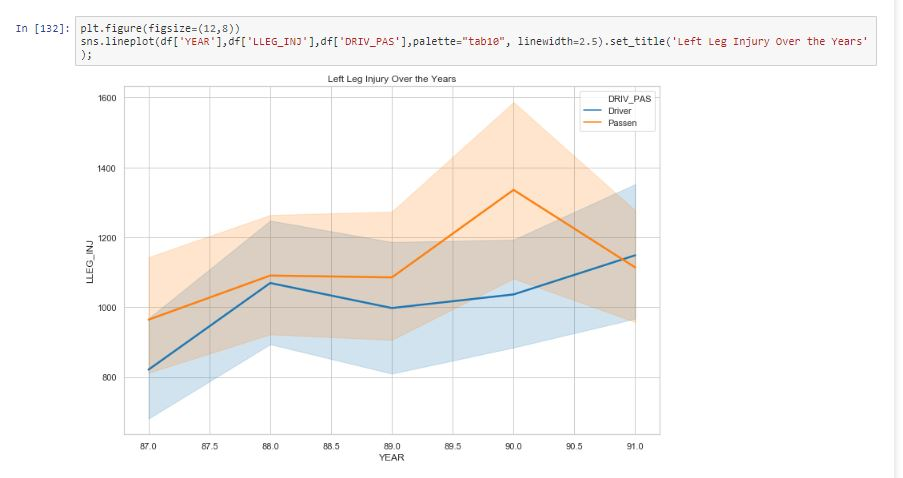 In [132]: plt.figure(figsize=(12,8))
sns.lineplot(df['YEAR'],df['LLEG_INJ'],df['DRIV_PAS'],palette="tab10", linewidth=2.5).set_title('Left Leg Injury Over the Years'
);
Left Leg Injury Over the Years
1600
1400
1200
1000
800
LLEG_INJ
DRIV_PAS
Driver
Passen
87.0 87.5 88.0 88.5 89.0 89.5 90.0 90.5 91.0
YEAR